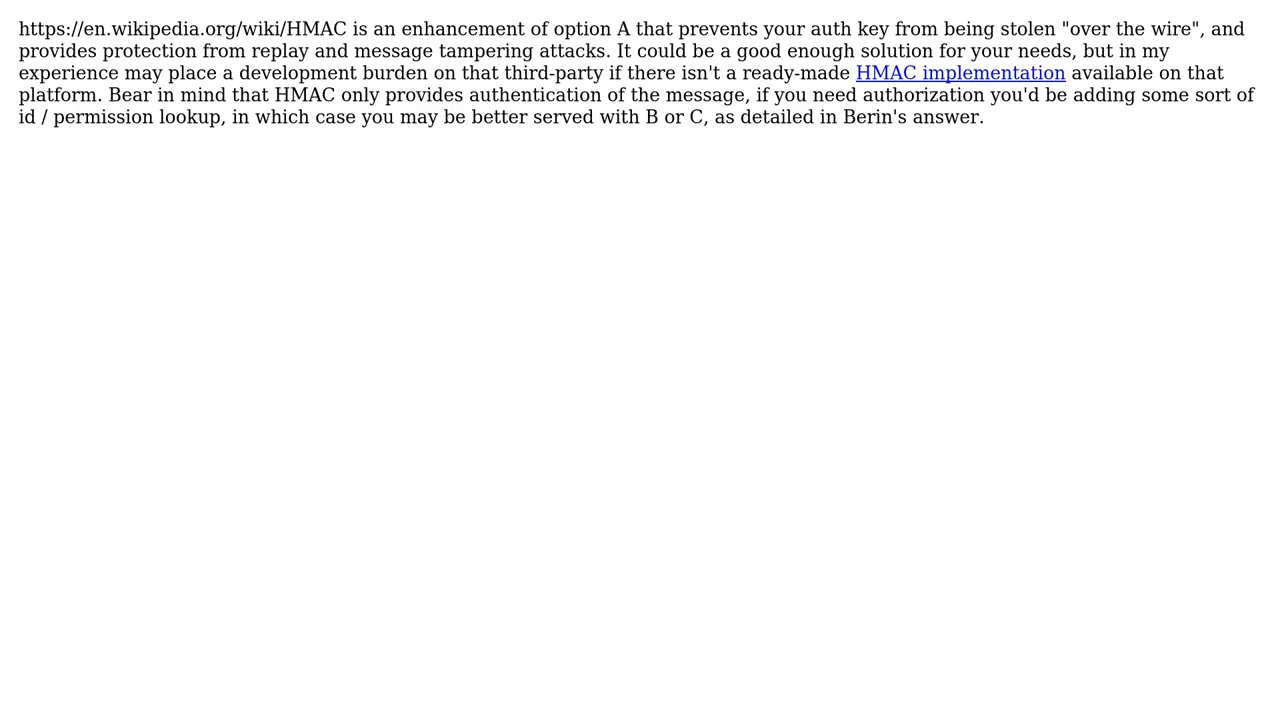 https://en.wikipedia.org/wiki/HMAC is an enhancement of option A that prevents your auth key from being stolen "over the wire", and
provides protection from replay and message tampering attacks. It could be a good enough solution for your needs, but in my
experience may place a development burden on that third-party if there isn't a ready-made HMAC implementation available on that
platform. Bear in mind that HMAC only provides authentication of the message, if you need authorization you'd be adding some sort of
id / permission lookup, in which case you may be better served with B or C, as detailed in Berin's answer.